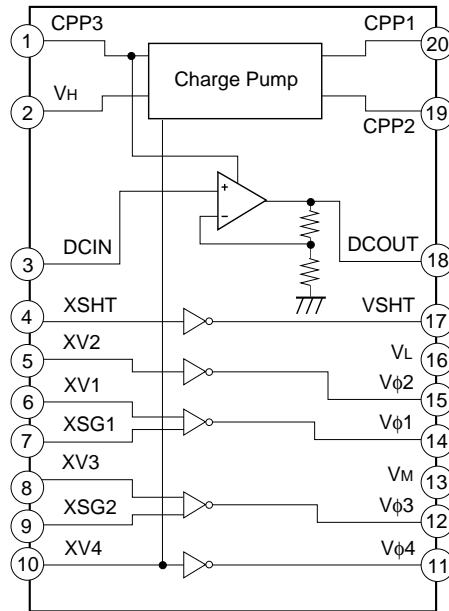 CPP3
CPP1
1
20
Charge Pump
VH
2
19
CPP2
+
−
DCIN
DCOUT
3
18
XSHT
VSHT
4
17
XV2
VL
5
16
Vϕ2
15
XV1
6
Vϕ1
XSG1
7
14
XV3
VM
8
13
Vϕ3
XSG2
9
12
XV4
Vϕ4
10
11